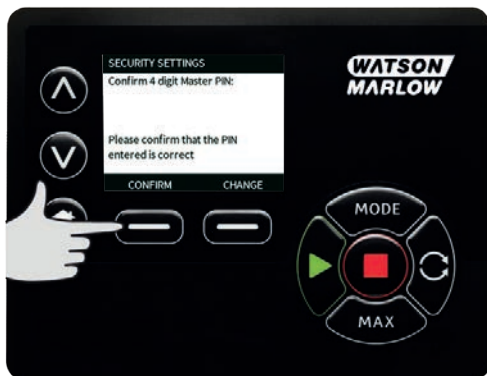 SECURITY SETTINGS
Confirm 4 digit Master PIN:
Please confirm that the PIN
entered is correct
CONFIRM CHANGE
WATSON
MARLOW
MODE
MAX